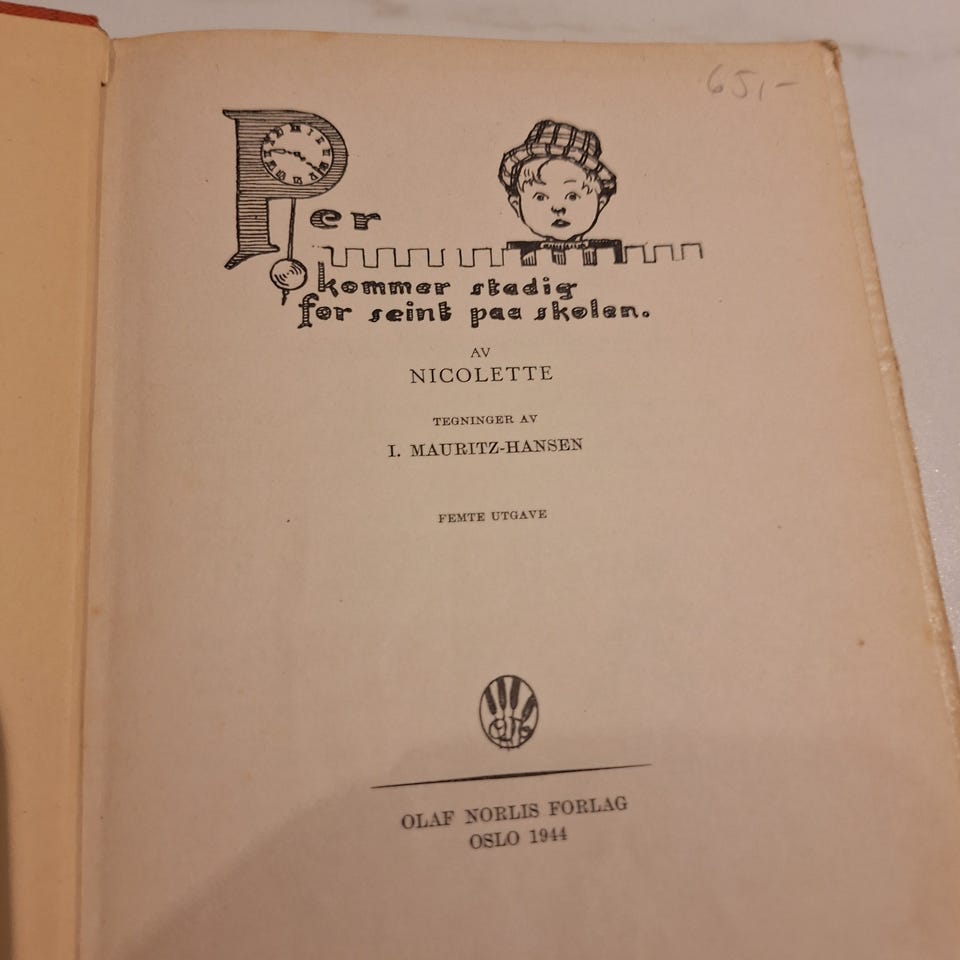 65,-
Per
kommer stadig
for seint paa skolen.
AV
NICOLETTE
TEGNINGER AV
I. MAURITZ-HANSEN
FEMTE UTGAVE
OLAF NORLIS FORLAG
OSLO 1944